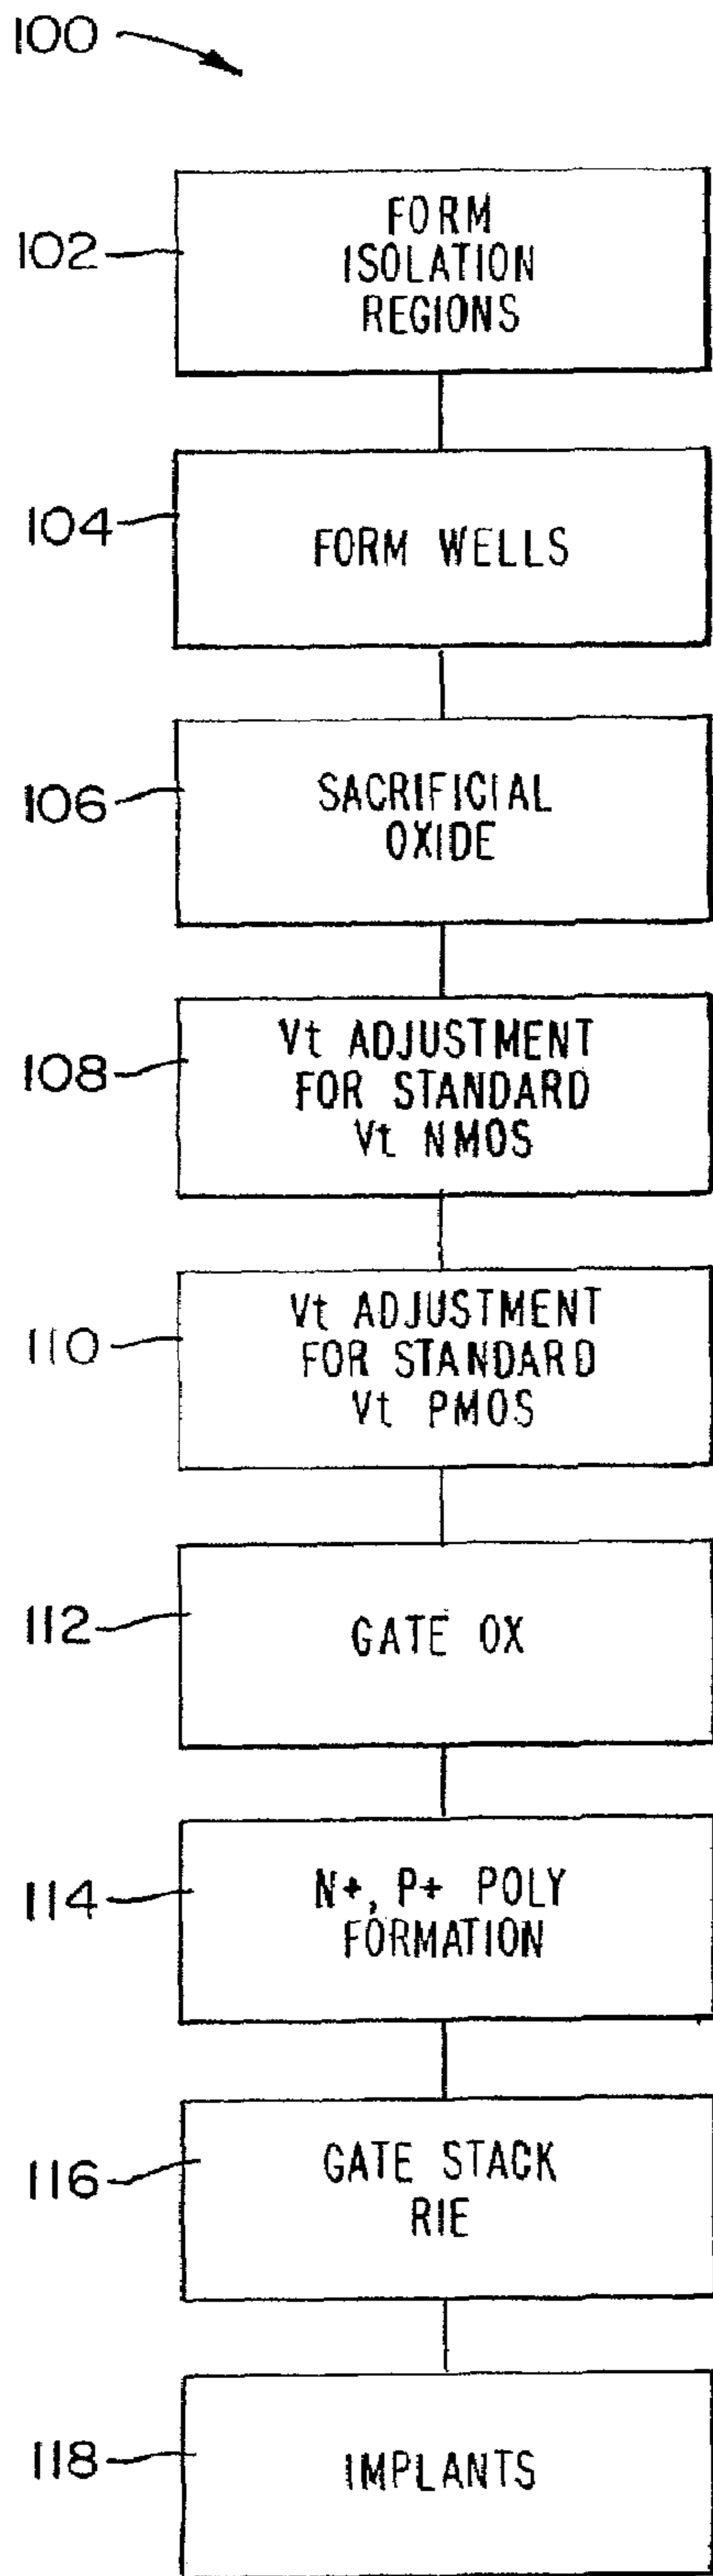 100
102
FORM
ISOLATION
REGIONS
104
FORM WELLS
106
SACRIFICIAL
OXIDE
108
Vt ADJUSTMENT
FOR STANDARD
Vt NMOS
110
Vt ADJUSTMENT
FOR STANDARD
Vt PMOS
112
GATE OX
114
N+, P+ POLY
FORMATION
116
GATE STACK
RIE
118
IMPLANTS